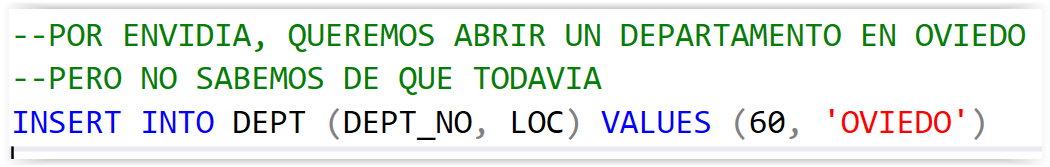 --POR ENVIDIA, QUEREMOS ABRIR UN DEPARTAMENTO EN OVIEDO
--PERO NO SABEMOS DE QUE TODAVIA
INSERT INTO DEPT (DEPT_NO, LOC) VALUES (60, 'OVIEDO')